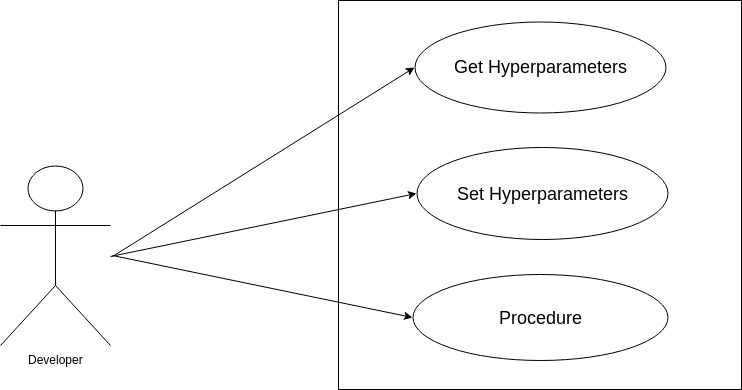 Get Hyperparameters
Set Hyperparameters
Procedure
Developer